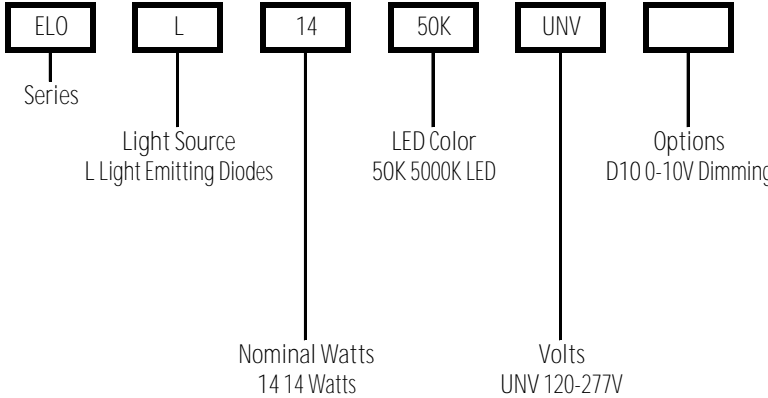 ELO L 14 50K UNV
Series
Light Source LED Color Options
L Light Emitting Diodes 50K 5000K LED D10 0-10V Dimming
Nominal Watts Volts
14 14 Watts UNV 120-277V